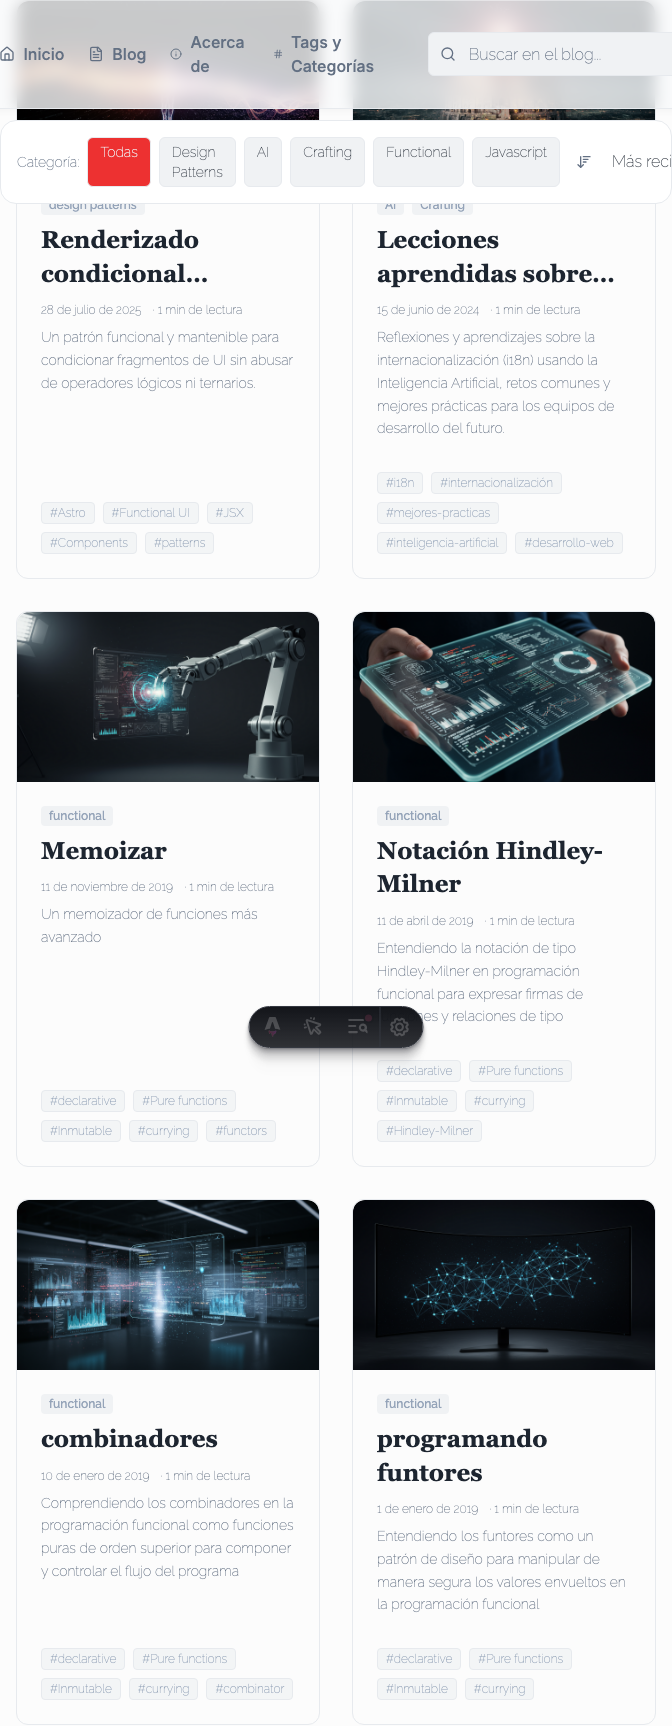 Inicio
Blog
Acerca
de
Tags y
Categorías
Buscar en el blog...
Categoría:
Todas
Design
Patterns
AI
Crafting
Functional
Javascript
Más reci
design patterns
Renderizado
condicional...
28 de julio de 2025 · 1 min de lectura
Un patrón funcional y mantenible para
condicionar fragmentos de UI sin abusar
de operadores lógicos ni ternarios.
#Astro #Functional UI #JSX
#Components #patterns
AI Crafting
Lecciones
aprendidas sobre...
15 de junio de 2024 · 1 min de lectura
Reflexiones y aprendizajes sobre la
internacionalización (i18n) usando la
Inteligencia Artificial, retos comunes y
mejores prácticas para los equipos de
desarrollo del futuro.
#i18n #internacionalización
#mejores-practicas
#inteligencia-artificial #desarrollo-web
functional
Memoizar
11 de noviembre de 2019 · 1 min de lectura
Un memoizador de funciones más
avanzado
#declarative #Pure functions
#Inmutable #currying #functors
functional
Notación Hindley-
Milner
11 de abril de 2019 · 1 min de lectura
Entendiendo la notación de tipo
Hindley-Milner en programación
funcional para expresar firmas de
nes y relaciones de tipo
#declarative #Pure functions
#Inmutable #currying
#Hindley-Milner
functional
combinadores
10 de enero de 2019 · 1 min de lectura
Comprendiendo los combinadores en la
programación funcional como funciones
puras de orden superior para componer
y controlar el flujo del programa
#declarative #Pure functions
#Inmutable #currying #combinator
functional
programando
funtores
1 de enero de 2019 · 1 min de lectura
Entendiendo los funtores como un
patrón de diseño para manipular de
manera segura los valores envueltos en
la programación funcional
#declarative #Pure functions
#Inmutable #currying